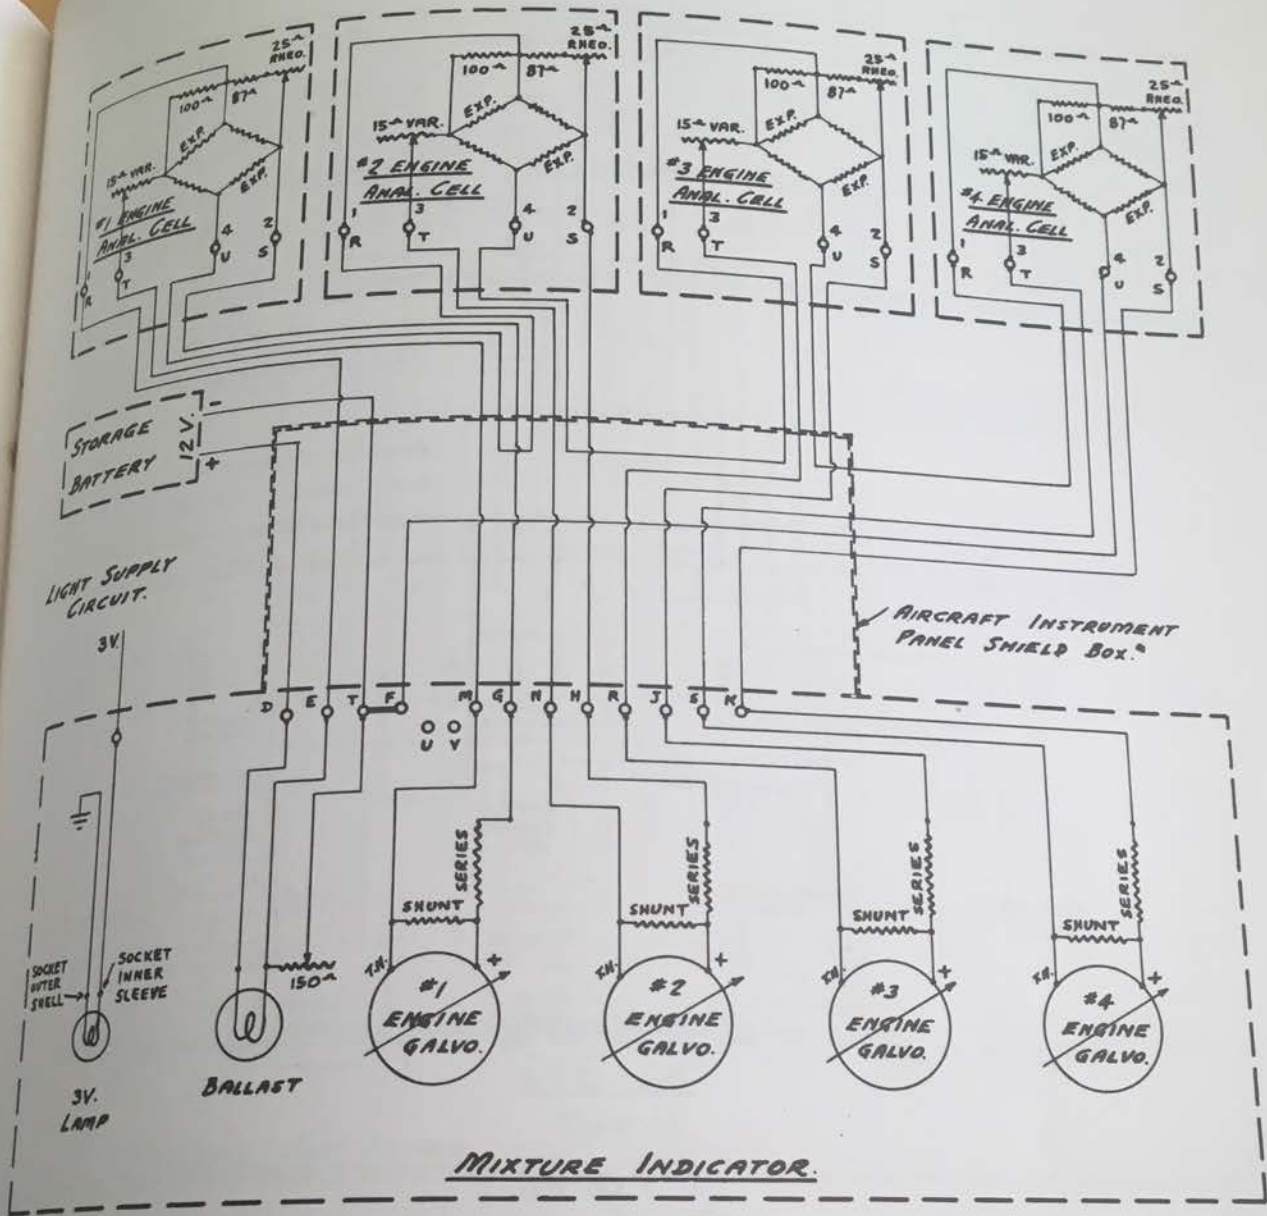 25Ω
RHEO.
100Ω
87Ω
15Ω VAR.
EXP.
EXP.
#1 ENGINE
ANAL. CELL
1
R
3
T
4
U
2
S
25Ω
RHEO.
100Ω
87Ω
15Ω VAR.
EXP.
EXP.
#2 ENGINE
ANAL. CELL
1
R
3
T
4
U
2
S
25Ω
RHEO.
100Ω
87Ω
15Ω VAR.
EXP.
EXP.
#3 ENGINE
ANAL. CELL
1
R
3
T
4
U
2
S
25Ω
RHEO.
100Ω
87Ω
15Ω VAR.
EXP.
EXP.
#4 ENGINE
ANAL. CELL
1
R
3
T
4
U
2
S
STORAGE
BATTERY
12 V.
-
+
LIGHT SUPPLY
CIRCUIT.
3V.
AIRCRAFT INSTRUMENT
PANEL SHIELD BOX."
D E T F M G N H R J S K
U Y
SOCKET
OUTER
SHELL
SOCKET
INNER
SLEEVE
3V.
LAMP
150Ω
BALLAST
SERIES
SHUNT
T.H.
+
#1
ENGINE
GALVO.
SERIES
SHUNT
T.H.
+
#2
ENGINE
GALVO.
SERIES
SHUNT
T.H.
+
#3
ENGINE
GALVO.
SERIES
SHUNT
T.H.
+
#4
ENGINE
GALVO.
MIXTURE INDICATOR.